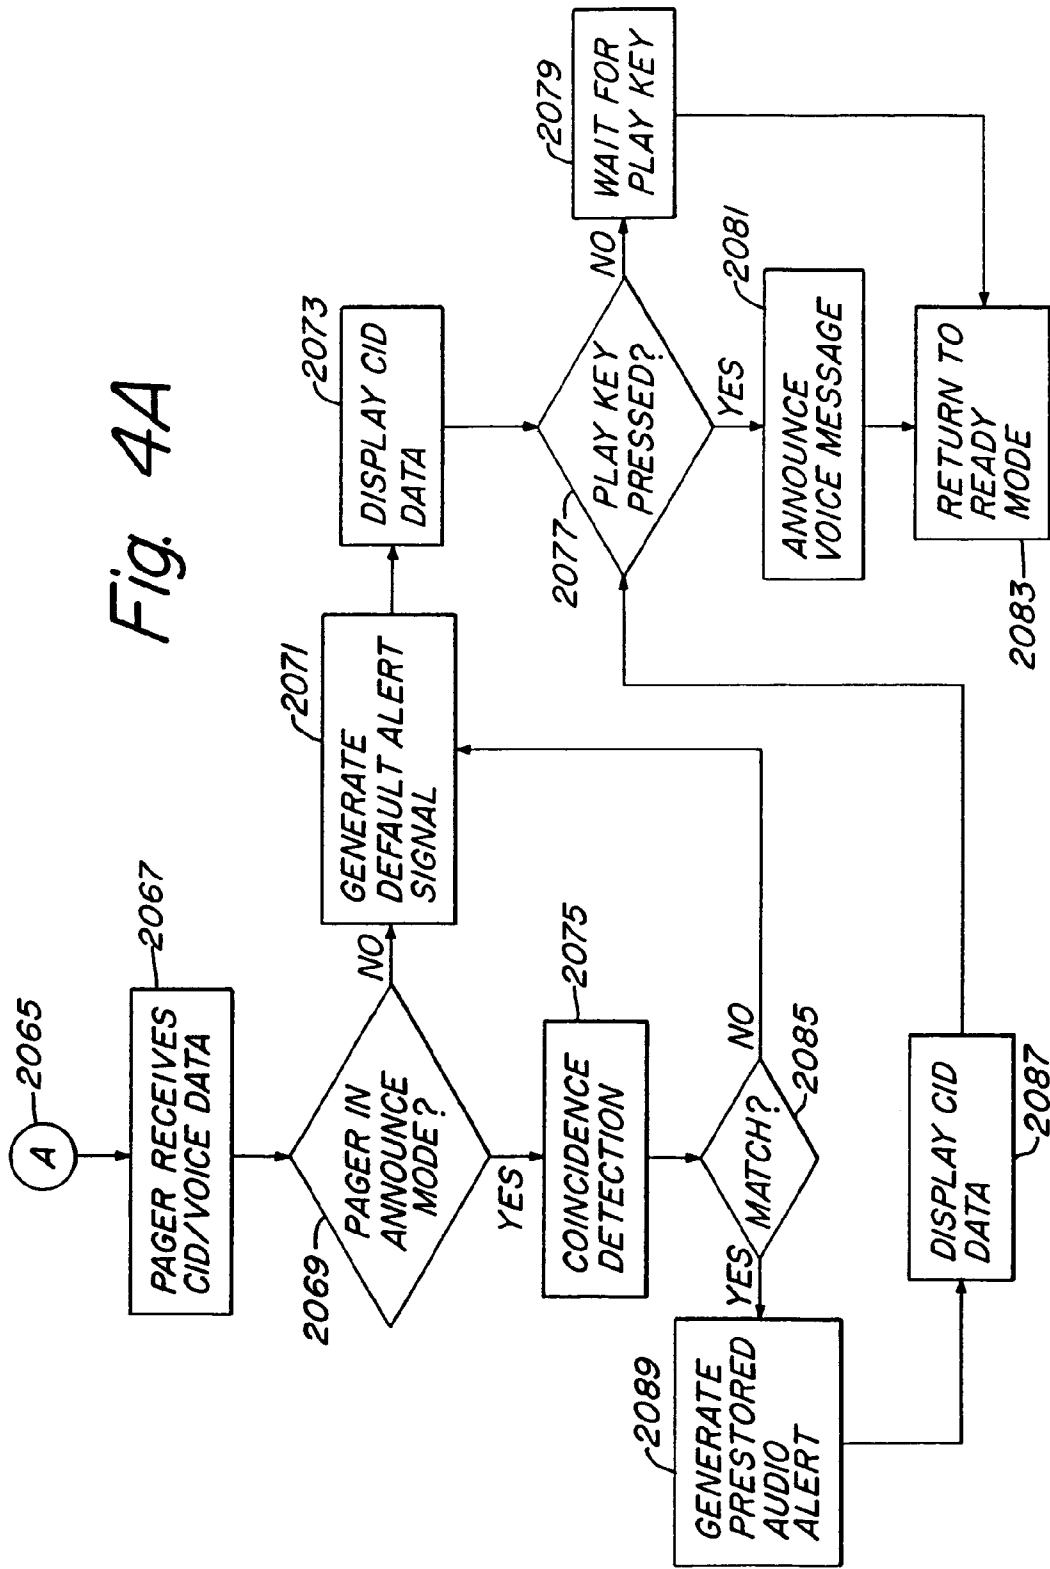 Fig. 4A
A
2065
PAGER RECEIVES
CID/VOICE DATA
2067
PAGER IN
ANNOUNCE
MODE?
2069
NO
YES
GENERATE
DEFAULT ALERT
SIGNAL
2071
DISPLAY CID
DATA
2073
COINCIDENCE
DETECTION
2075
MATCH?
2085
NO
YES
GENERATE
PRESTORED
AUDIO
ALERT
2089
DISPLAY CID
DATA
2087
PLAY KEY
PRESSED?
2077
NO
YES
WAIT FOR
PLAY KEY
2079
ANNOUNCE
VOICE MESSAGE
2081
RETURN TO
READY
MODE
2083